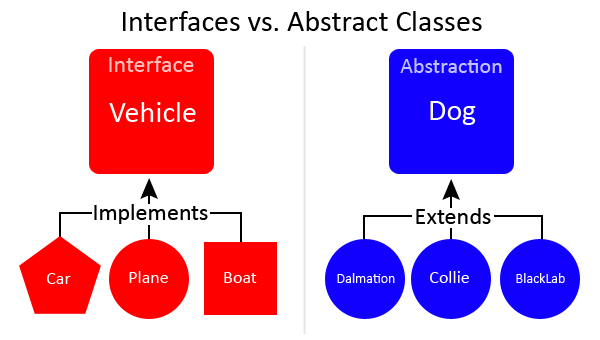 Interfaces vs. Abstract Classes
Interface
Vehicle
Implements
Car
Plane
Boat
Abstraction
Dog
Extends
Dalmation
Collie
BlackLab